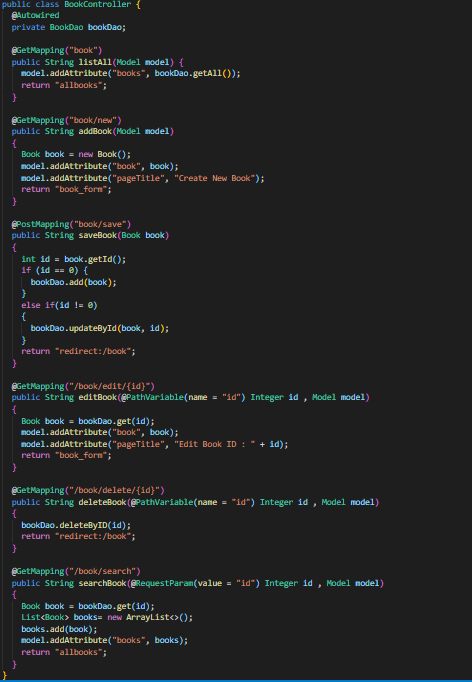 public class BookController {
@Autowired
private BookDao bookDao;
@GetMapping("book")
public String listAll(Model model) {
model.addAttribute("books", bookDao.getAll());
return "allbooks";
}
@GetMapping("book/new")
public String addBook(Model model)
{
Book book = new Book();
model.addAttribute("book", book);
model.addAttribute("pageTitle", "Create New Book");
return "book_form";
}
@PostMapping("book/save")
public String saveBook(Book book)
{
int id = book.getId();
if (id == 0) {
bookDao.add(book);
}
else if(id != 0)
{
bookDao.updateById(book, id);
}
return "redirect:/book";
}
@GetMapping("/book/edit/{id}")
public String editBook(@PathVariable(name = "id") Integer id , Model model)
{
Book book = bookDao.get(id);
model.addAttribute("book", book);
model.addAttribute("pageTitle", "Edit Book ID : " + id);
return "book_form";
}
@GetMapping("/book/delete/{id}")
public String deleteBook(@PathVariable(name = "id") Integer id , Model model)
{
bookDao.deleteByID(id);
return "redirect:/book";
}
@GetMapping("/book/search")
public String searchBook(@RequestParam(value = "id") Integer id , Model model)
{
Book book = bookDao.get(id);
List<Book> books= new ArrayList<>();
books.add(book);
model.addAttribute("books", books);
return "allbooks";
}
}